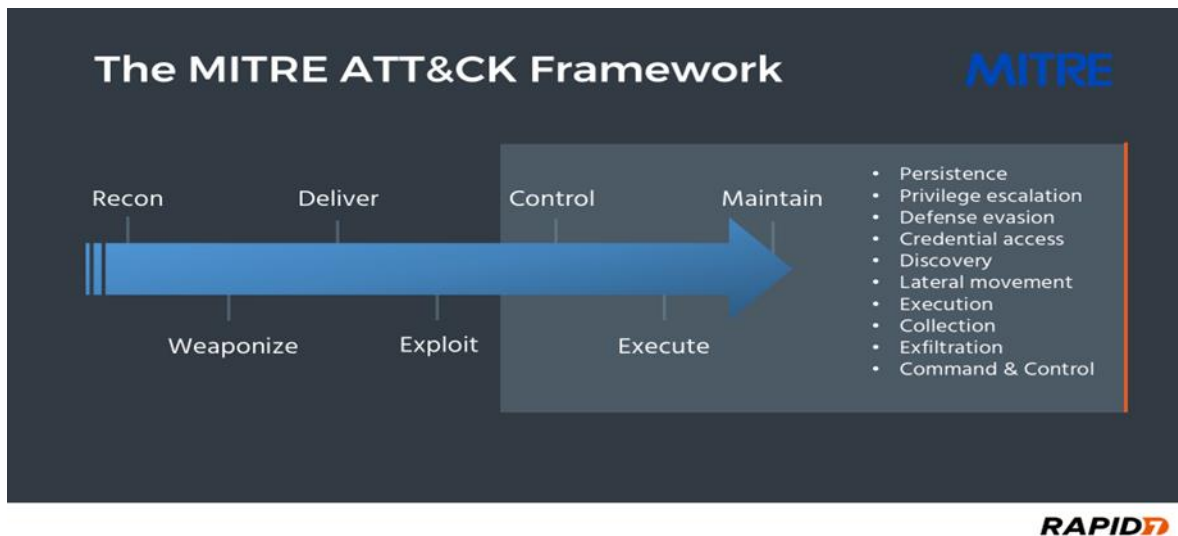 The MITRE ATT&CK Framework
MITRE
Recon
Deliver
Control
Maintain
Weaponize
Exploit
Execute
• Persistence
• Privilege escalation
• Defense evasion
• Credential access
• Discovery
• Lateral movement
• Execution
• Collection
• Exfiltration
• Command & Control
RAPID7